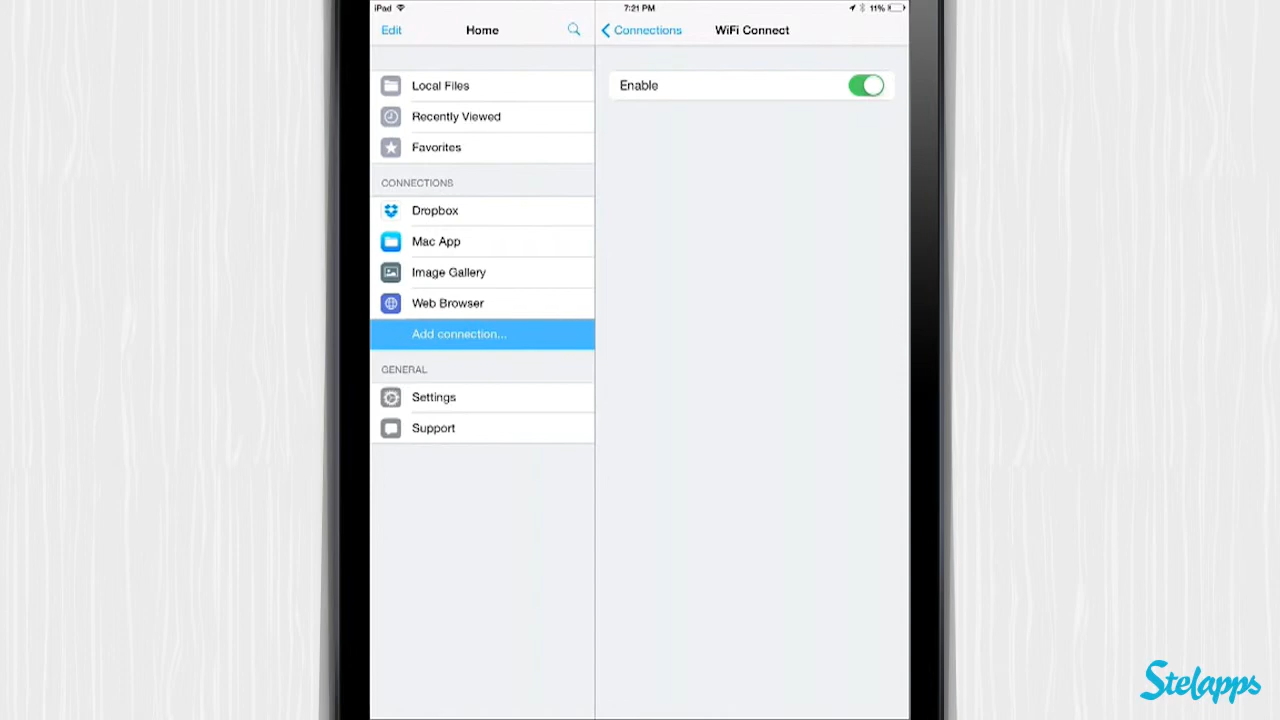 iPad 7:21 PM 11%
Edit Home
Connections WiFi Connect
Local Files
Recently Viewed
Favorites
CONNECTIONS
Dropbox
Mac App
Image Gallery
Web Browser
Add connection...
GENERAL
Settings
Support
Enable
Stelapps